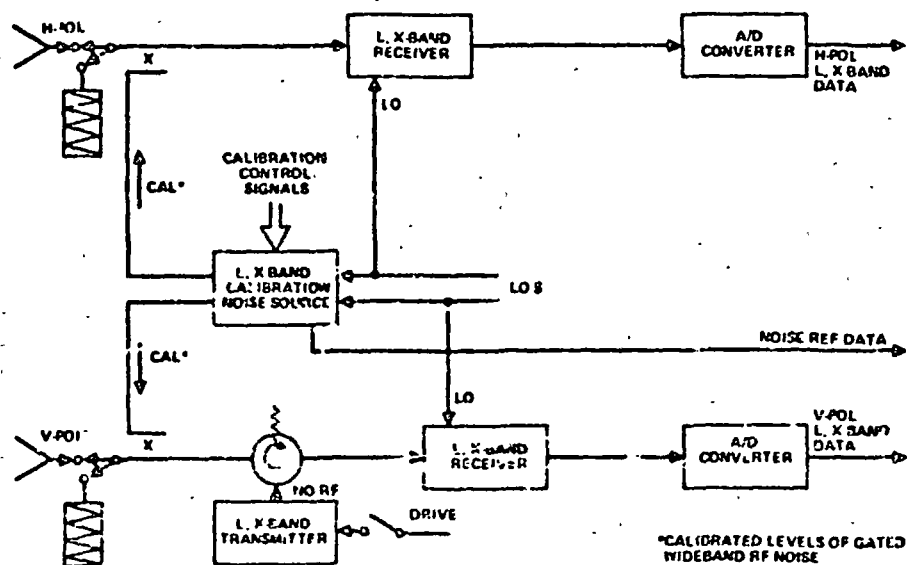 H-POL
X
L, X-BAND
RECEIVER
A/D
CONVERTER
H-POL
L, X BAND
DATA
LO
CALIBRATION
CONTROL
SIGNALS
CAL*
L, X BAND
CALIBRATION
NOISE SOURCE
LO S
CAL*
NOISE REF DATA
LO
V-POL
X
L, X-BAND
RECEIVER
A/D
CONVERTER
V-POL
L, X BAND
DATA
NO RF
L, X-BAND
TRANSMITTER
DRIVE
*CALIBRATED LEVELS OF GATED
WIDEBAND RF NOISE